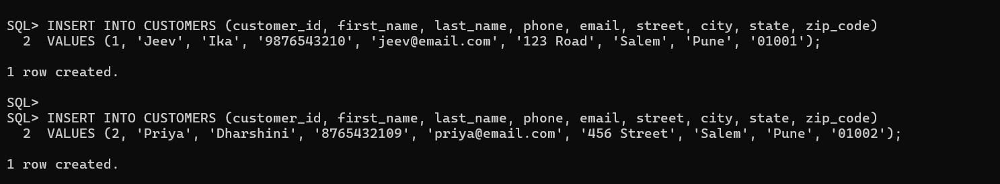 SQL> INSERT INTO CUSTOMERS (customer_id, first_name, last_name, phone, email, street, city, state, zip_code)
  2  VALUES (1, 'Jeev', 'Ika', '9876543210', 'jeev@email.com', '123 Road', 'Salem', 'Pune', '01001');
1 row created.
SQL>
SQL> INSERT INTO CUSTOMERS (customer_id, first_name, last_name, phone, email, street, city, state, zip_code)
  2  VALUES (2, 'Priya', 'Dharshini', '8765432109', 'priya@email.com', '456 Street', 'Salem', 'Pune', '01002');
1 row created.